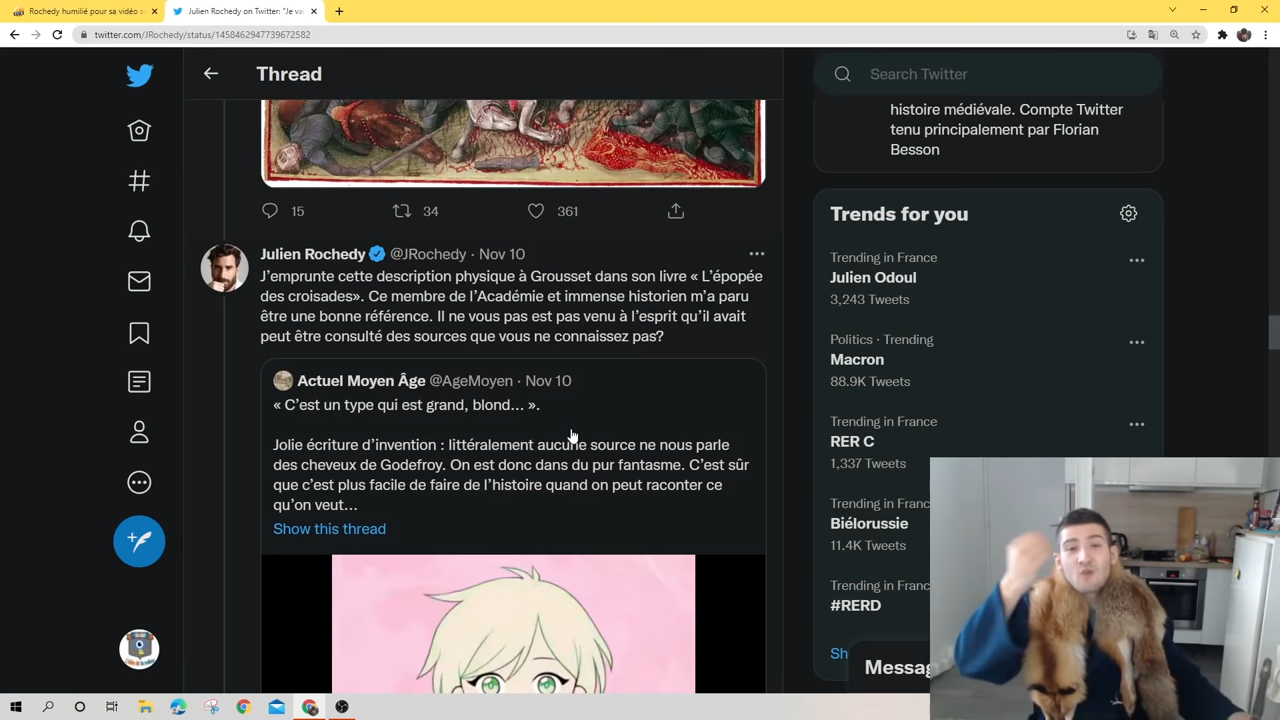 Rochedy humilié pour sa vidéo s
Julien Rochedy on Twitter: "Je va
twitter.com/JRochedy/status/1458462947739672582
Thread
15
34
361
Julien Rochedy @JRochedy · Nov 10
J'emprunte cette description physique à Grousset dans son livre « L'épopée
des croisades». Ce membre de l'Académie et immense historien m'a paru
être une bonne référence. Il ne vous pas est pas venu à l'esprit qu'il avait
peut être consulté des sources que vous ne connaissez pas?
Actuel Moyen Âge @AgeMoyen · Nov 10
« C'est un type qui est grand, blond... ».
Jolie écriture d'invention : littéralement aucune source ne nous parle
des cheveux de Godefroy. On est donc dans du pur fantasme. C'est sûr
que c'est plus facile de faire de l'histoire quand on peut raconter ce
qu'on veut...
Show this thread
Search Twitter
histoire médiévale. Compte Twitter
tenu principalement par Florian
Besson
Trends for you
Trending in France
Julien Odoul
3,243 Tweets
Politics · Trending
Macron
88.9K Tweets
Trending in France
RER C
1,337 Tweets
Trending in Franc
Biélorussie
11.4K Tweets
Trending in Franc
#RERD
Sh
Messag